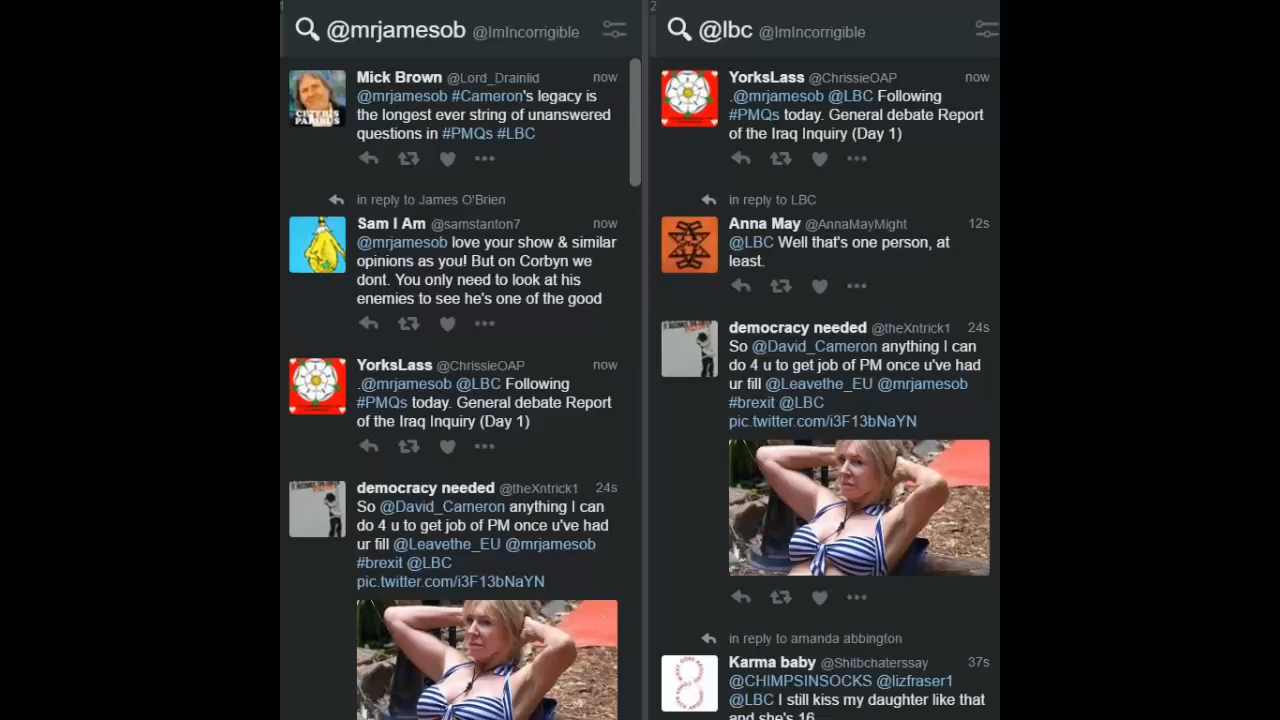 1
@mrjamesob @ImIncorrigible
Mick Brown @Lord_Drainlid now
@mrjamesob #Cameron's legacy is
the longest ever string of unanswered
questions in #PMQs #LBC
CETERIS
PARIBUS
in reply to James O'Brien
Sam I Am @samstanton7 now
@mrjamesob love your show & similar
opinions as you! But on Corbyn we
dont. You only need to look at his
enemies to see he's one of the good
YorksLass @ChrissieOAP now
.@mrjamesob @LBC Following
#PMQs today. General debate Report
of the Iraq Inquiry (Day 1)
democracy needed @theXntrick1 24s
So @David_Cameron anything I can
do 4 u to get job of PM once u've had
ur fill @Leavethe_EU @mrjamesob
#brexit @LBC
pic.twitter.com/i3F13bNaYN
2
@lbc @ImIncorrigible
YorksLass @ChrissieOAP now
.@mrjamesob @LBC Following
#PMQs today. General debate Report
of the Iraq Inquiry (Day 1)
in reply to LBC
Anna May @AnnaMayMight 12s
@LBC Well that's one person, at
least.
democracy needed @theXntrick1 24s
So @David_Cameron anything I can
do 4 u to get job of PM once u've had
ur fill @Leavethe_EU @mrjamesob
#brexit @LBC
pic.twitter.com/i3F13bNaYN
in reply to amanda abbington
Karma baby @Shitbchaterssay 37s
@CHIMPSINSOCKS @lizfraser1
@LBC I still kiss my daughter like that
and she's 16